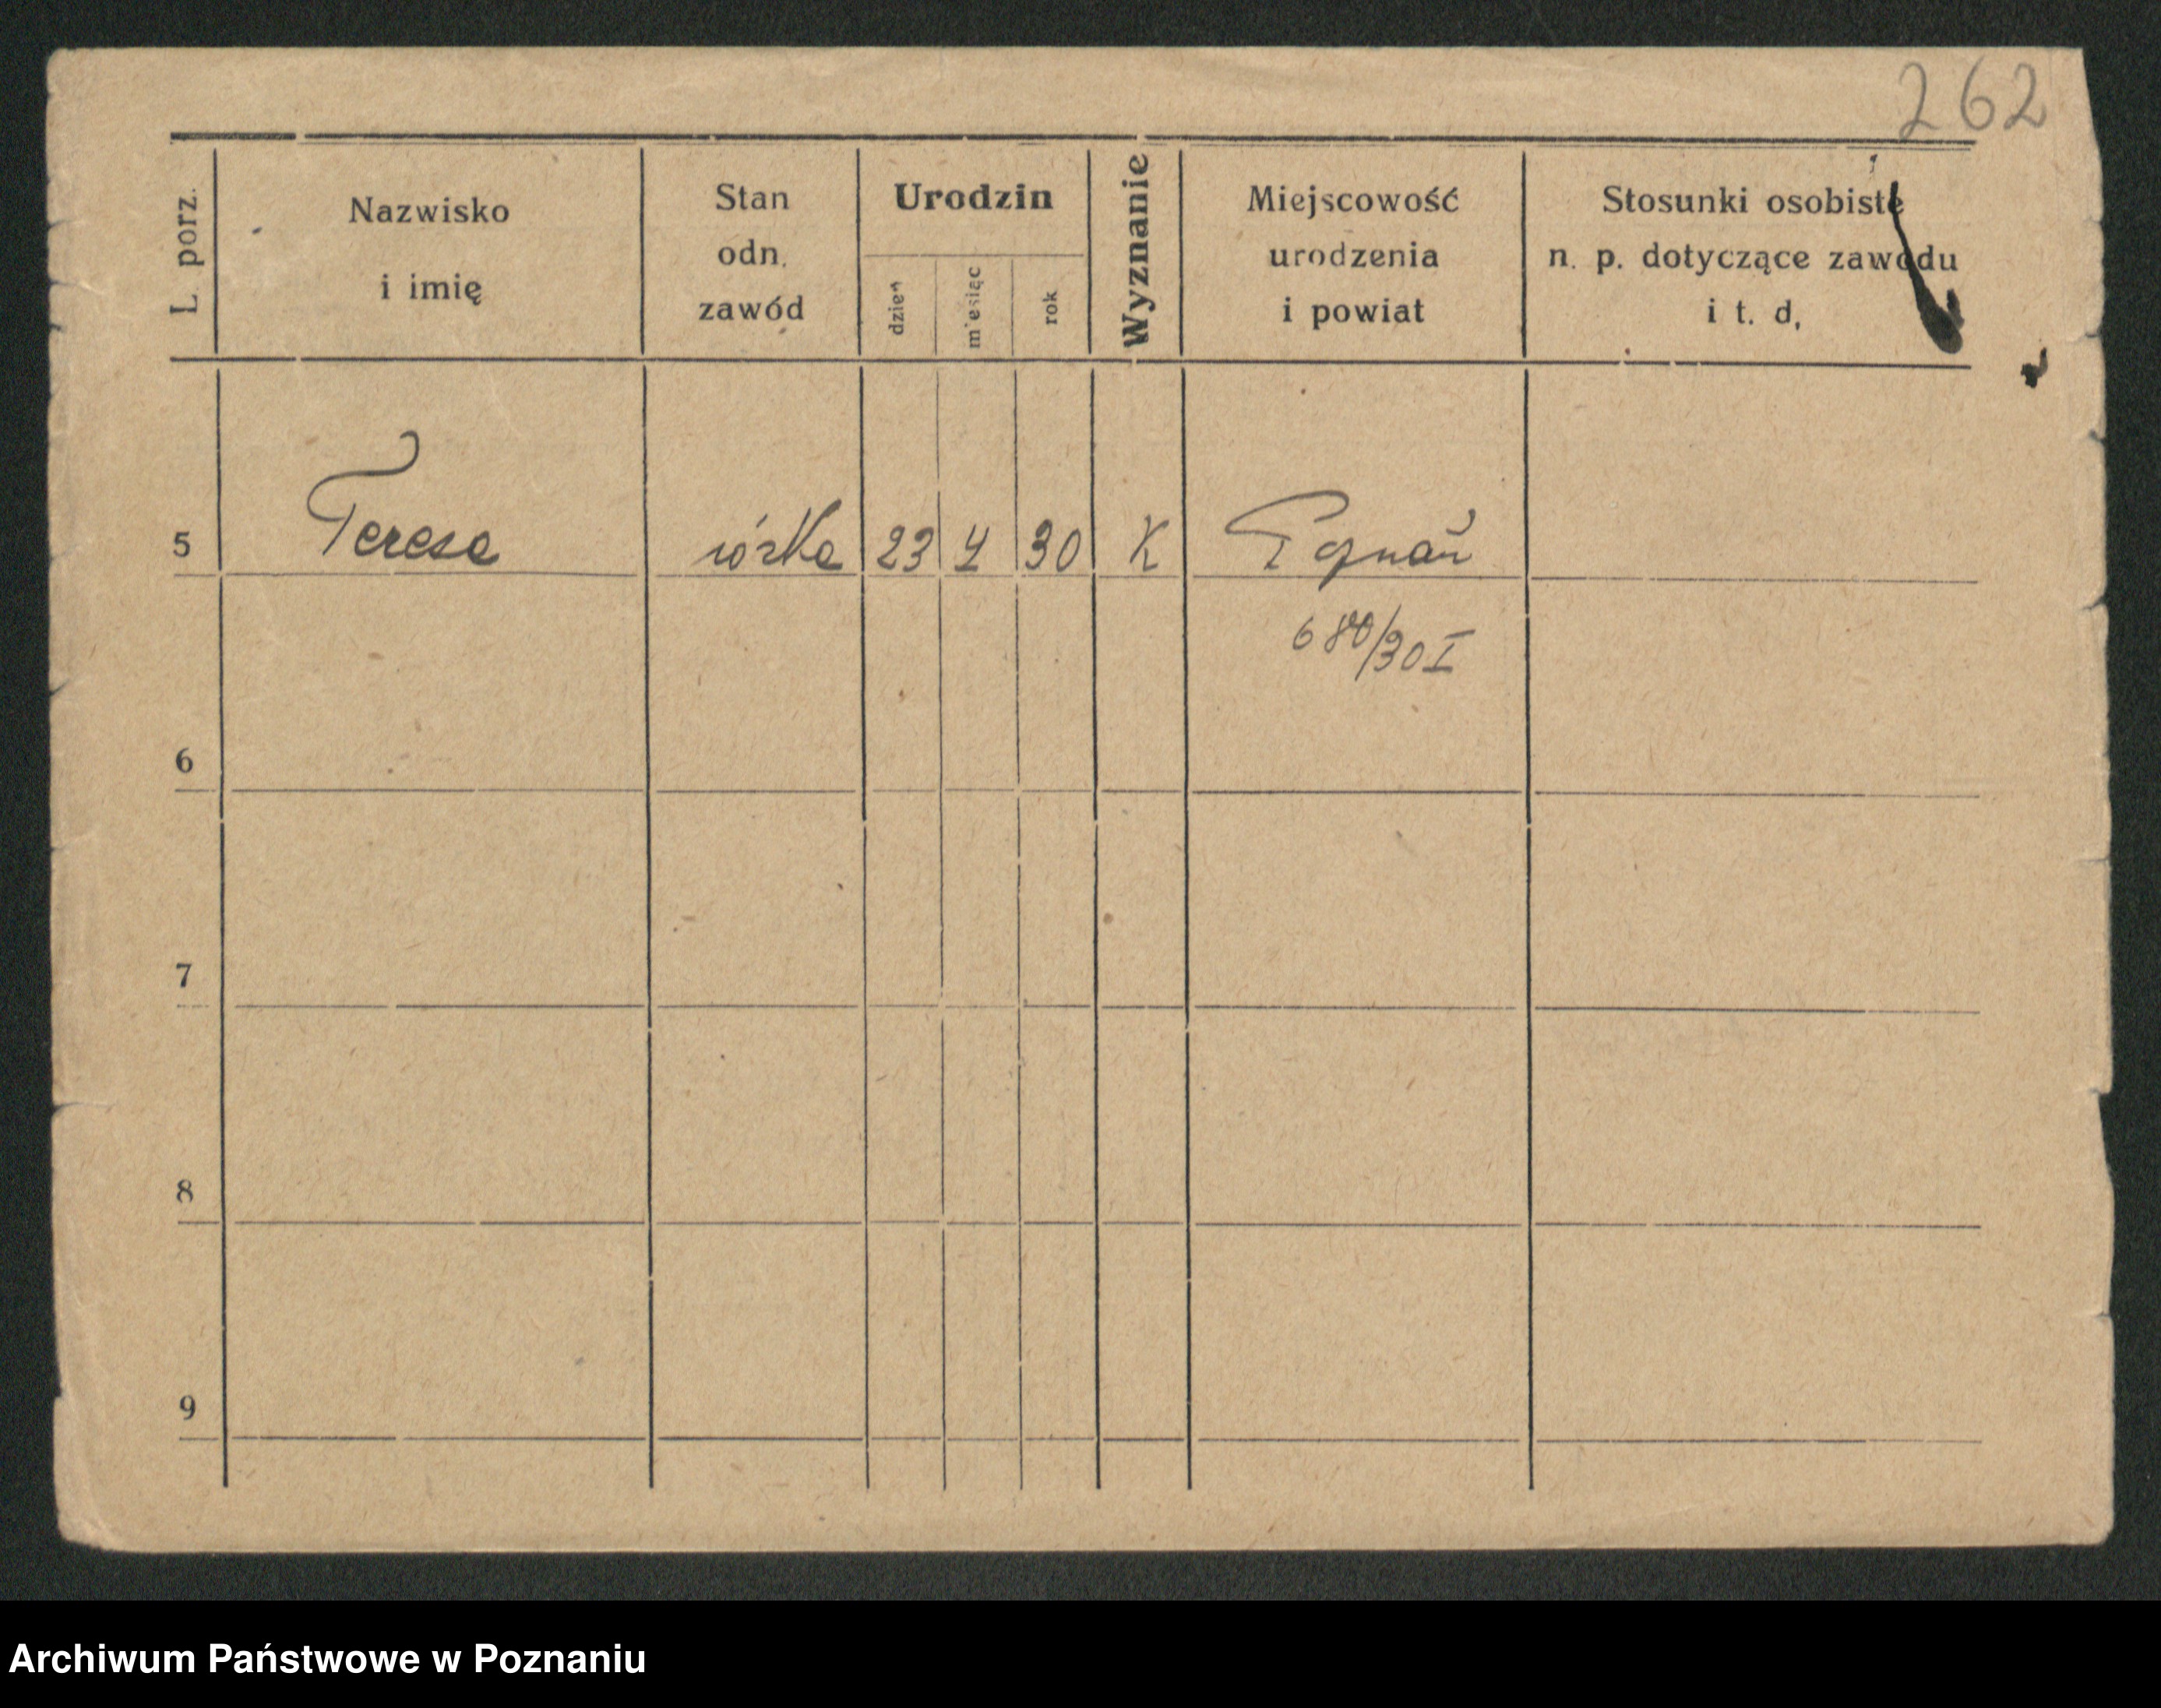 262
L. porz.
Nazwisko
i imię
Stan
odn.
zawód
Urodzin
dzień
miesiąc
rok
Wyznanie
Miejscowość
urodzenia
i powiat
Stosunki osobiste
n. p. dotyczące zawodu
i t. d.
5 Teresa córka 23 4 30 K Poznań
680/30 I
6
7
8
9
Archiwum Państwowe w Poznaniu